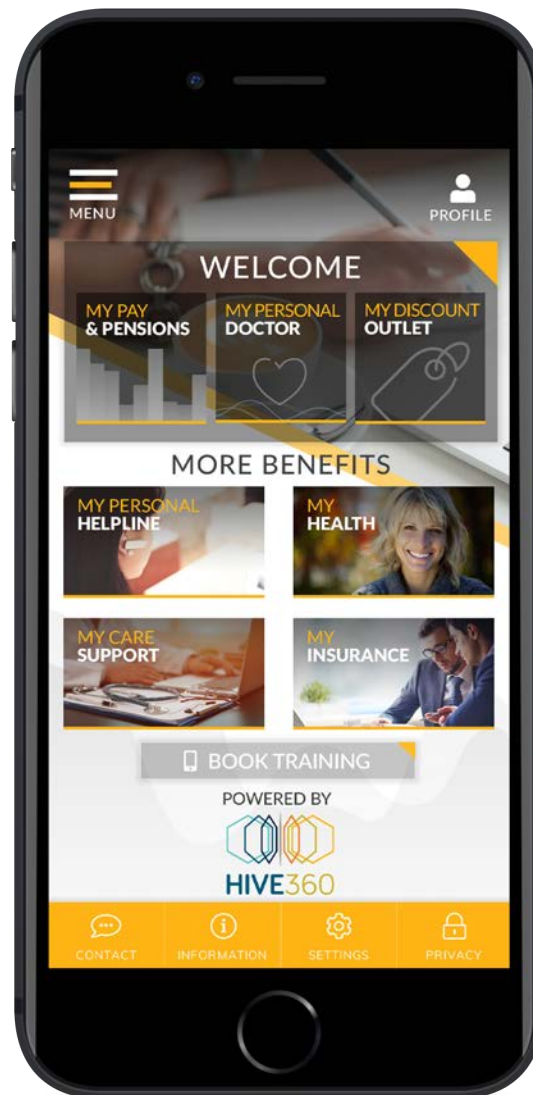 MENU
PROFILE
WELCOME
MY PAY
& PENSIONS
MY PERSONAL
DOCTOR
MY DISCOUNT
OUTLET
MORE BENEFITS
MY PERSONAL
HELPLINE
MY
HEALTH
MY CARE
SUPPORT
MY
INSURANCE
BOOK TRAINING
POWERED BY
HIVE360
CONTACT
INFORMATION
SETTINGS
PRIVACY